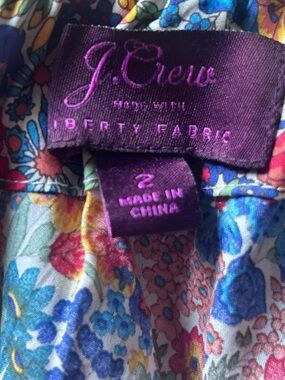 J.Crew
MADE WITH
LIBERTY FABRIC
2
MADE IN
CHINA